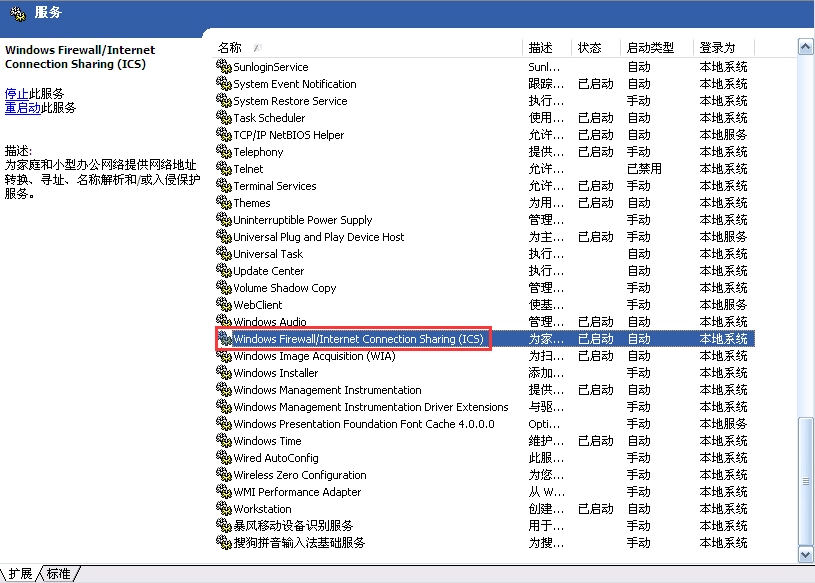 服务
Windows Firewall/Internet
Connection Sharing (ICS)
停止此服务
重启动此服务
描述:
为家庭和小型办公网络提供网络地址
转换、寻址、名称解析和/或入侵保护
服务。
名称 描述 状态 启动类型 登录为
SunloginService Sunl... 自动 本地系统
System Event Notification 跟踪... 已启动 自动 本地系统
System Restore Service 执行... 手动 本地系统
Task Scheduler 使用... 已启动 自动 本地系统
TCP/IP NetBIOS Helper 允许... 已启动 自动 本地服务
Telephony 提供... 已启动 手动 本地系统
Telnet 允许... 已禁用 本地系统
Terminal Services 允许... 已启动 手动 本地系统
Themes 为用... 已启动 自动 本地系统
Uninterruptible Power Supply 管理... 手动 本地系统
Universal Plug and Play Device Host 为主... 已启动 手动 本地服务
Universal Task 执行... 自动 本地系统
Update Center 执行... 自动 本地系统
Volume Shadow Copy 管理... 手动 本地系统
WebClient 使基... 手动 本地服务
Windows Audio 管理... 已启动 自动 本地系统
Windows Firewall/Internet Connection Sharing (ICS) 为家... 已启动 自动 本地系统
Windows Image Acquisition (WIA) 为扫... 已启动 自动 本地系统
Windows Installer 添加... 手动 本地系统
Windows Management Instrumentation 提供... 已启动 自动 本地系统
Windows Management Instrumentation Driver Extensions 与驱... 手动 本地系统
Windows Presentation Foundation Font Cache 4.0.0.0 Opti... 手动 本地服务
Windows Time 维护... 已启动 自动 本地系统
Wired AutoConfig 此服... 手动 本地系统
Wireless Zero Configuration 为您... 手动 本地系统
WMI Performance Adapter 从 W... 手动 本地系统
Workstation 创建... 已启动 自动 本地系统
暴风移动设备识别服务 用于... 手动 本地系统
搜狗拼音输入法基础服务 为搜... 手动 本地系统
扩展 标准